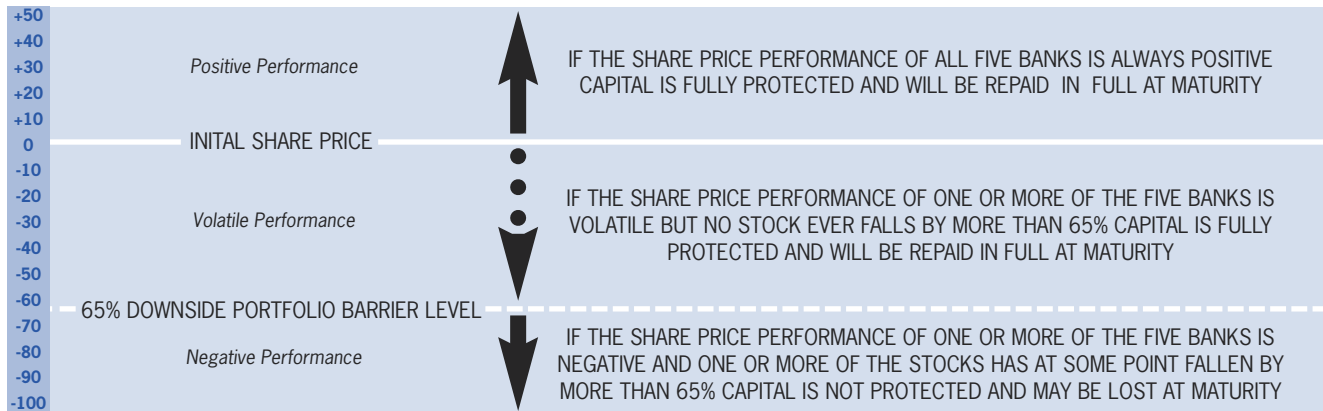 +50
+40
+30
+20
+10
0
-10
-20
-30
-40
-50
-60
-70
-80
-90
-100
Positive Performance
IF THE SHARE PRICE PERFORMANCE OF ALL FIVE BANKS IS ALWAYS POSITIVE
CAPITAL IS FULLY PROTECTED AND WILL BE REPAID IN FULL AT MATURITY
INITAL SHARE PRICE
Volatile Performance
IF THE SHARE PRICE PERFORMANCE OF ONE OR MORE OF THE FIVE BANKS IS
VOLATILE BUT NO STOCK EVER FALLS BY MORE THAN 65% CAPITAL IS FULLY
PROTECTED AND WILL BE REPAID IN FULL AT MATURITY
65% DOWNSIDE PORTFOLIO BARRIER LEVEL
Negative Performance
IF THE SHARE PRICE PERFORMANCE OF ONE OR MORE OF THE FIVE BANKS IS
NEGATIVE AND ONE OR MORE OF THE STOCKS HAS AT SOME POINT FALLEN BY
MORE THAN 65% CAPITAL IS NOT PROTECTED AND MAY BE LOST AT MATURITY